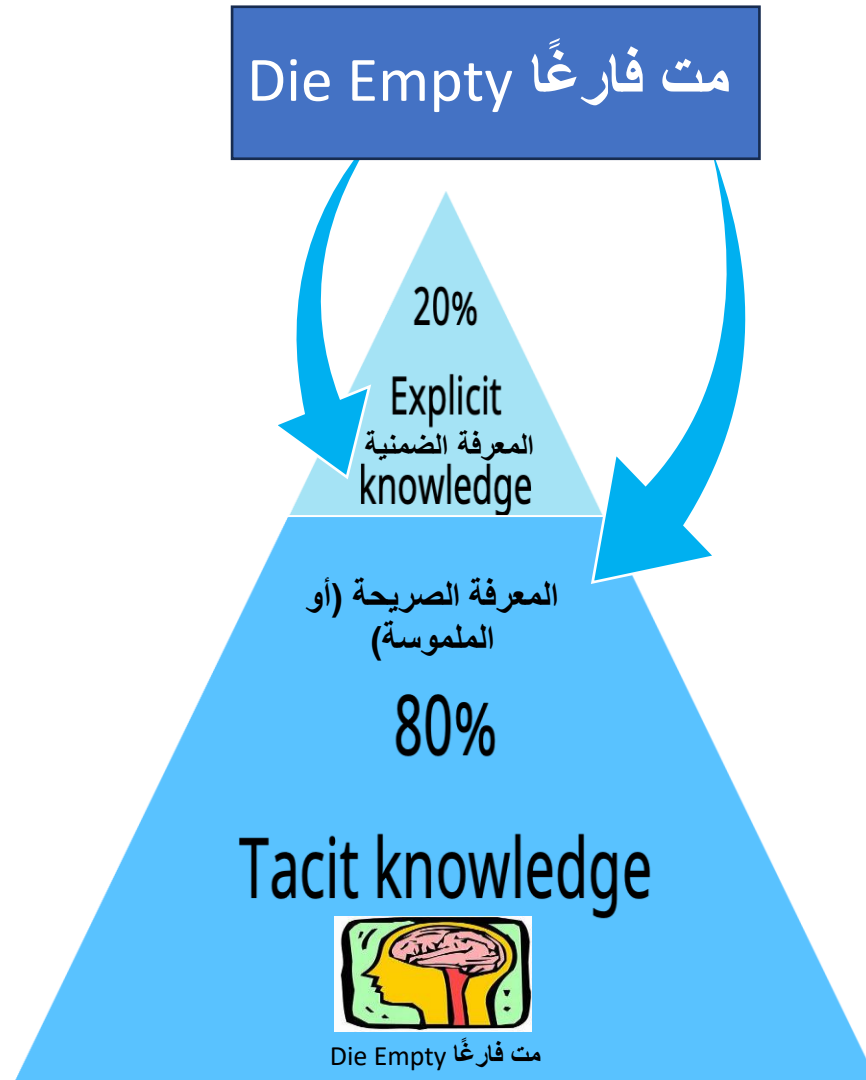 Die Empty مت فارغًا
20%
Explicit
المعرفة الضمنية
knowledge
المعرفة الصريحة (أو
الملموسة)
80%
Tacit knowledge
Die Empty مت فارغًا